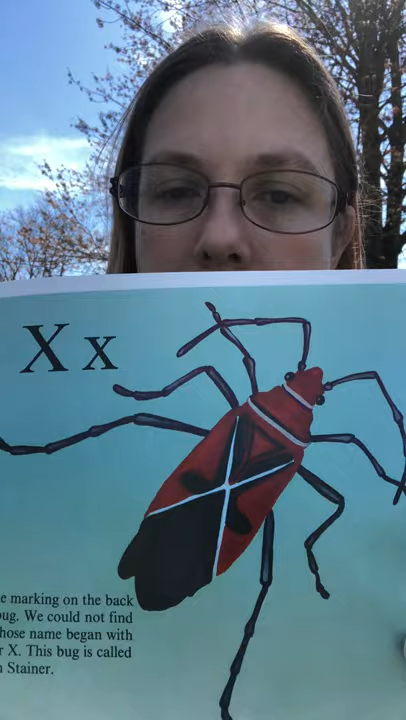 X x
e marking on the back
bug. We could not find
hose name began with
r X. This bug is called
n Stainer.